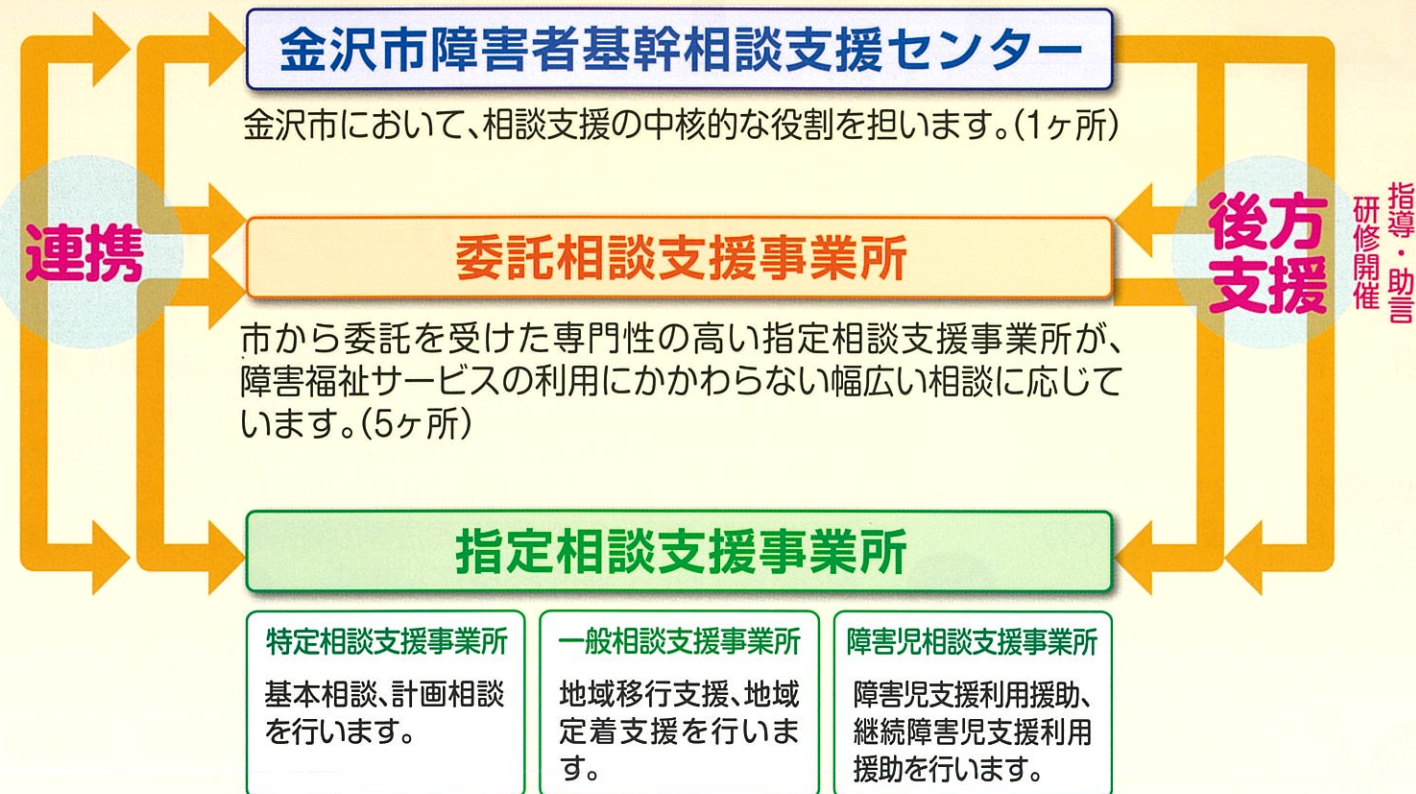 金沢市障害者基幹相談支援センター
金沢市において、相談支援の中核的な役割を担います。(1ヶ所)
連携
後方
支援
指導・助言
研修開催
委託相談支援事業所
市から委託を受けた専門性の高い指定相談支援事業所が、
障害福祉サービスの利用にかかわらない幅広い相談に応じて
います。(5ヶ所)
指定相談支援事業所
特定相談支援事業所
基本相談、計画相談
を行います。
一般相談支援事業所
地域移行支援、地域
定着支援を行いま
す。
障害児相談支援事業所
障害児支援利用援助、
継続障害児支援利用
援助を行います。